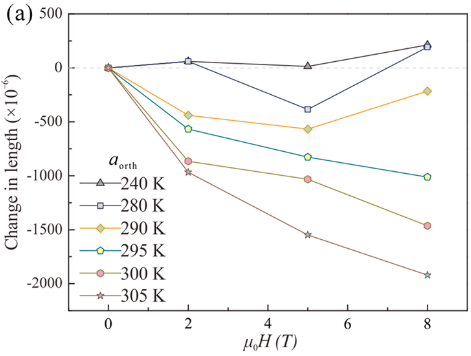 (a)
500
0
-500
-1000
-1500
-2000
Change in length (×10⁻⁶)
a_orth
240 K
280 K
290 K
295 K
300 K
305 K
0 2 4 6 8
μ₀H (T)